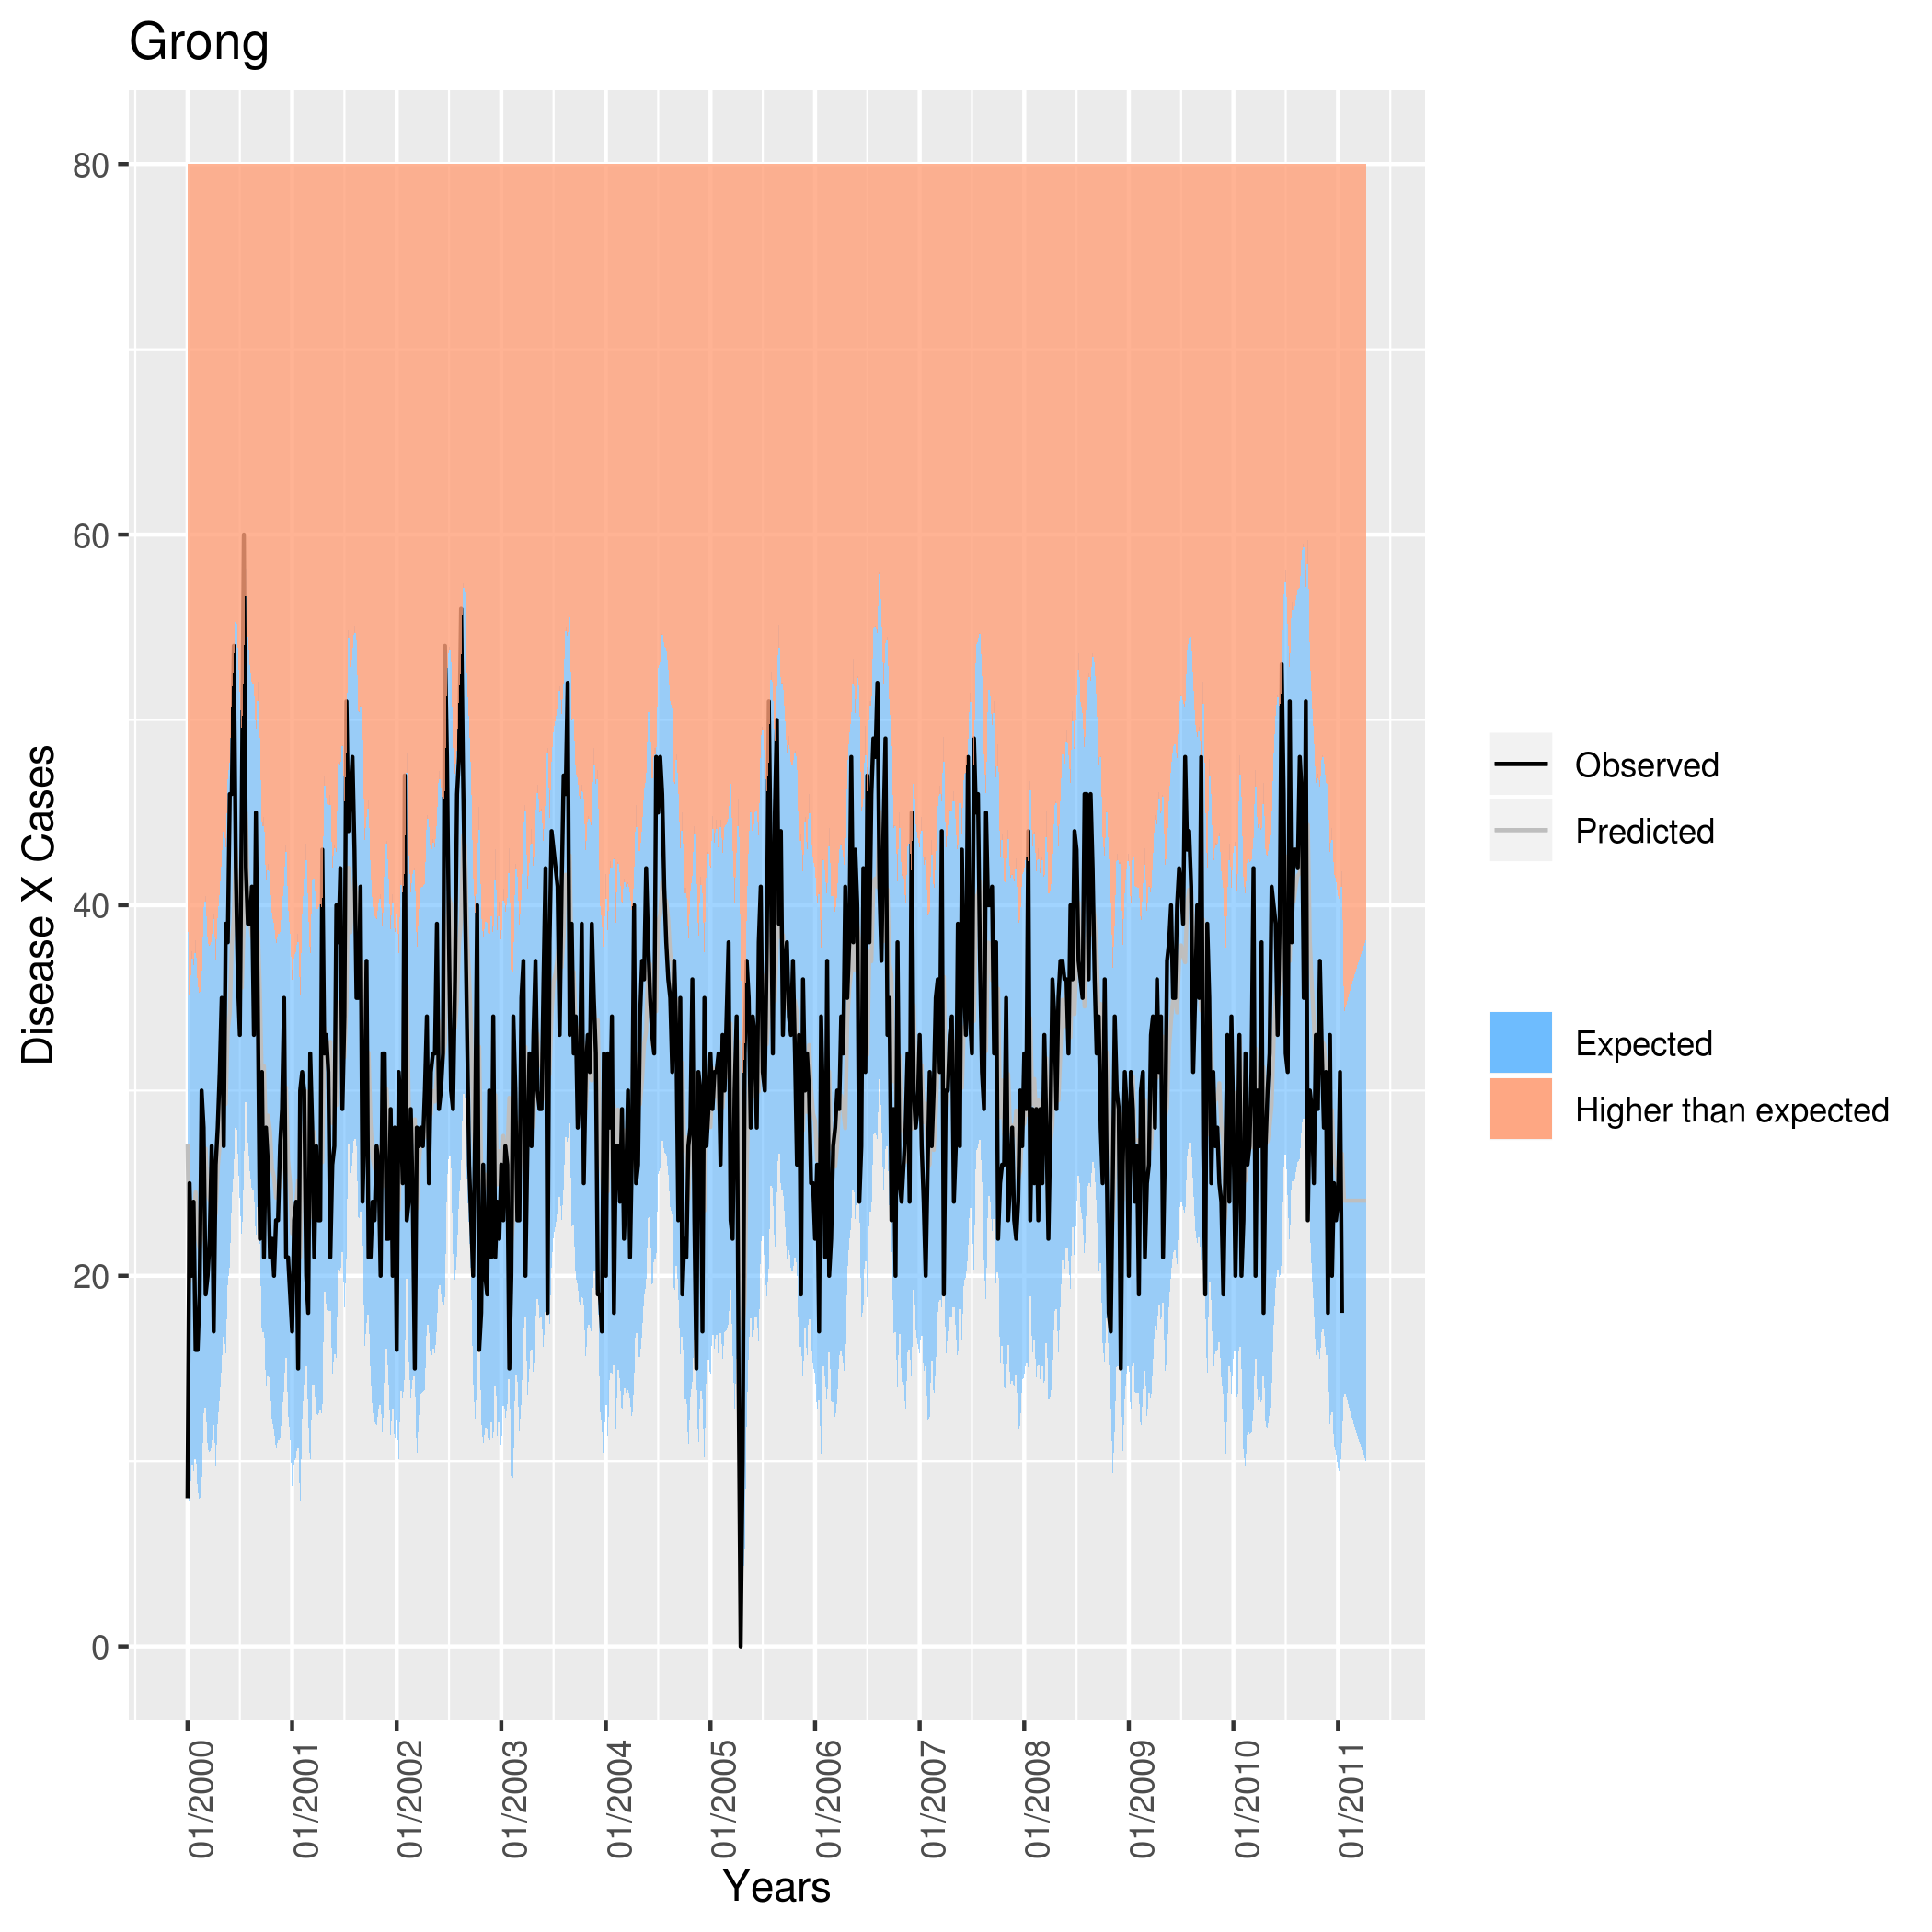 Grong
Disease X Cases
80
60
40
20
0
01/2000
01/2001
01/2002
01/2003
01/2004
01/2005
01/2006
01/2007
01/2008
01/2009
01/2010
01/2011
Years
Observed
Predicted
Expected
Higher than expected